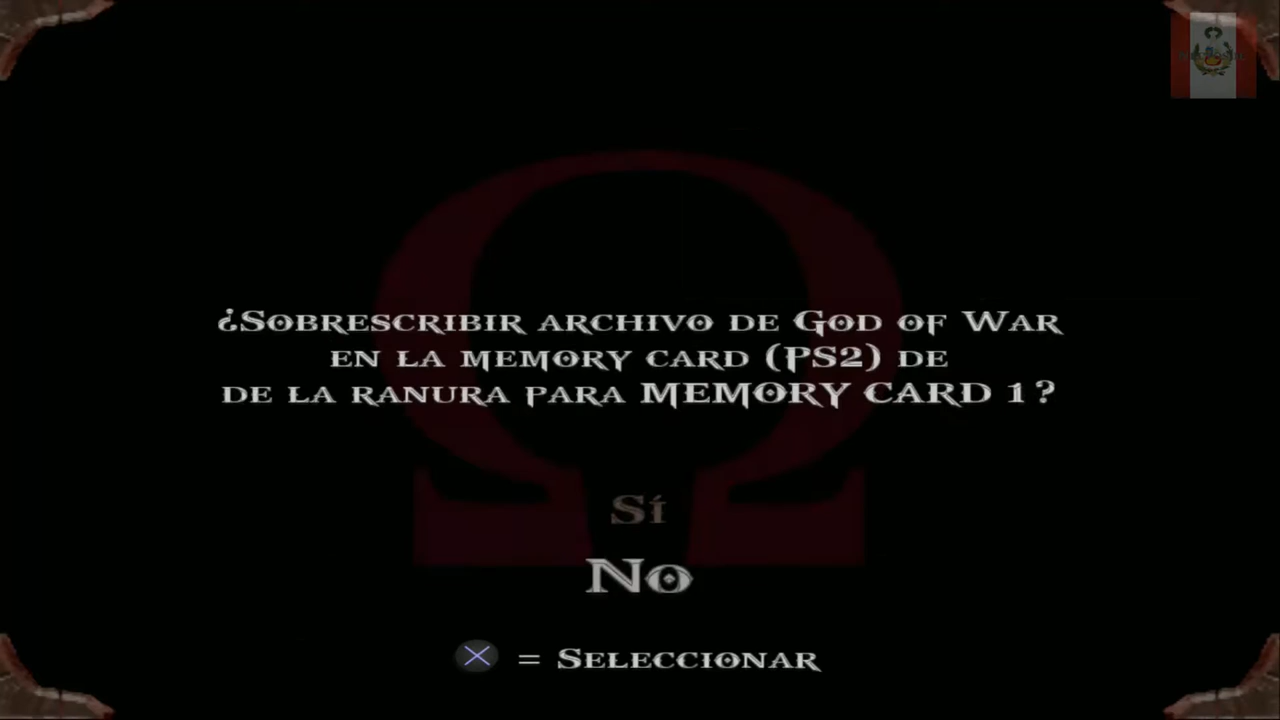 ¿Sobrescribir archivo de God of War
en la memory card (PS2) de
de la ranura para MEMORY CARD 1?
Sí
No
= Seleccionar